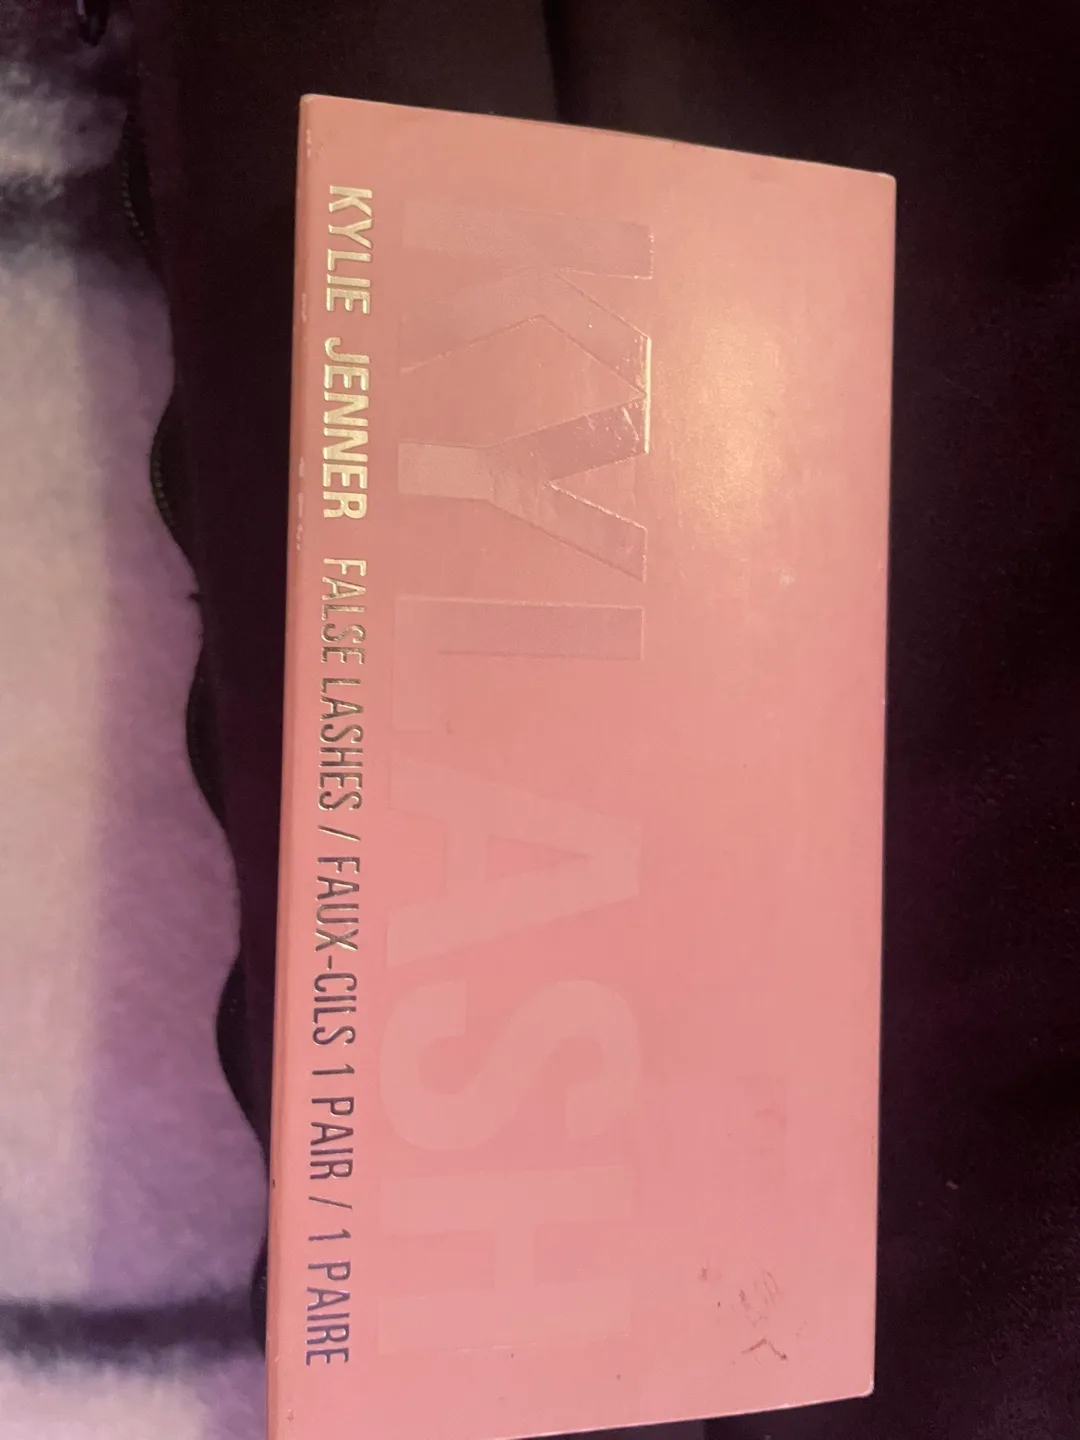 KYLASH
KYLIE JENNER FALSE LASHES / FAUX-CILS 1 PAIR / 1 PAIRE